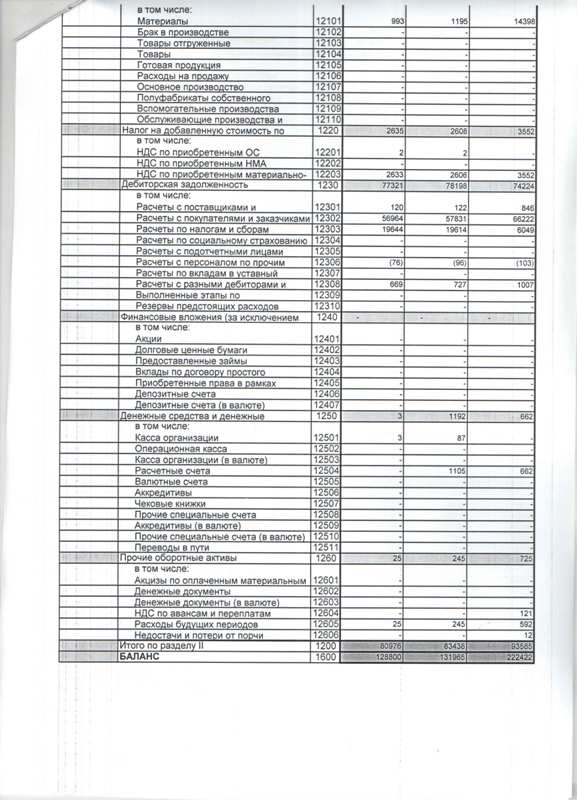 в том числе:
Материалы 12101 993 1195 14398
Брак в производстве 12102 - - -
Товары отгруженные 12103 - - -
Товары 12104 - - -
Готовая продукция 12105 - - -
Расходы на продажу 12106 - - -
Основное производство 12107 - - -
Полуфабрикаты собственного 12108 - - -
Вспомогательные производства 12109 - - -
Обслуживающие производства и 12110 - - -
Налог на добавленную стоимость по 1220 2635 2608 3552
в том числе:
НДС по приобретенным ОС 12201 2 2 -
НДС по приобретенным НМА 12202 - - -
НДС по приобретенным материально- 12203 2633 2606 3552
Дебиторская задолженность 1230 77321 78198 74224
в том числе:
Расчеты с поставщиками и 12301 120 122 846
Расчеты с покупателями и заказчиками 12302 56964 57831 66222
Расчеты по налогам и сборам 12303 19644 19614 6049
Расчеты по социальному страхованию 12304 - - -
Расчеты с подотчетными лицами 12305 - - -
Расчеты с персоналом по прочим 12306 (76) (96) (103)
Расчеты по вкладам в уставный 12307 - - -
Расчеты с разными дебиторами и 12308 669 727 1007
Выполненные этапы по 12309 - - -
Резервы предстоящих расходов 12310 - - -
Финансовые вложения (за исключением 1240 - - -
в том числе:
Акции 12401 - - -
Долговые ценные бумаги 12402 - - -
Предоставленные займы 12403 - - -
Вклады по договору простого 12404 - - -
Приобретенные права в рамках 12405 - - -
Депозитные счета 12406 - - -
Депозитные счета (в валюте) 12407 - - -
Денежные средства и денежные 1250 3 1192 662
в том числе:
Касса организации 12501 3 87 -
Операционная касса 12502 - - -
Касса организации (в валюте) 12503 - - -
Расчетные счета 12504 - 1105 662
Валютные счета 12505 - - -
Аккредитивы 12506 - - -
Чековые книжки 12507 - - -
Прочие специальные счета 12508 - - -
Аккредитивы (в валюте) 12509 - - -
Прочие специальные счета (в валюте) 12510 - - -
Переводы в пути 12511 - - -
Прочие оборотные активы 1260 25 245 725
в том числе:
Акцизы по оплаченным материальным 12601 - - -
Денежные документы 12602 - - -
Денежные документы (в валюте) 12603 - - -
НДС по авансам и переплатам 12604 - - 121
Расходы будущих периодов 12605 25 245 592
Недостачи и потери от порчи 12606 - - 12
Итого по разделу II 1200 80976 83438 93565
БАЛАНС 1600 128800 131965 222422